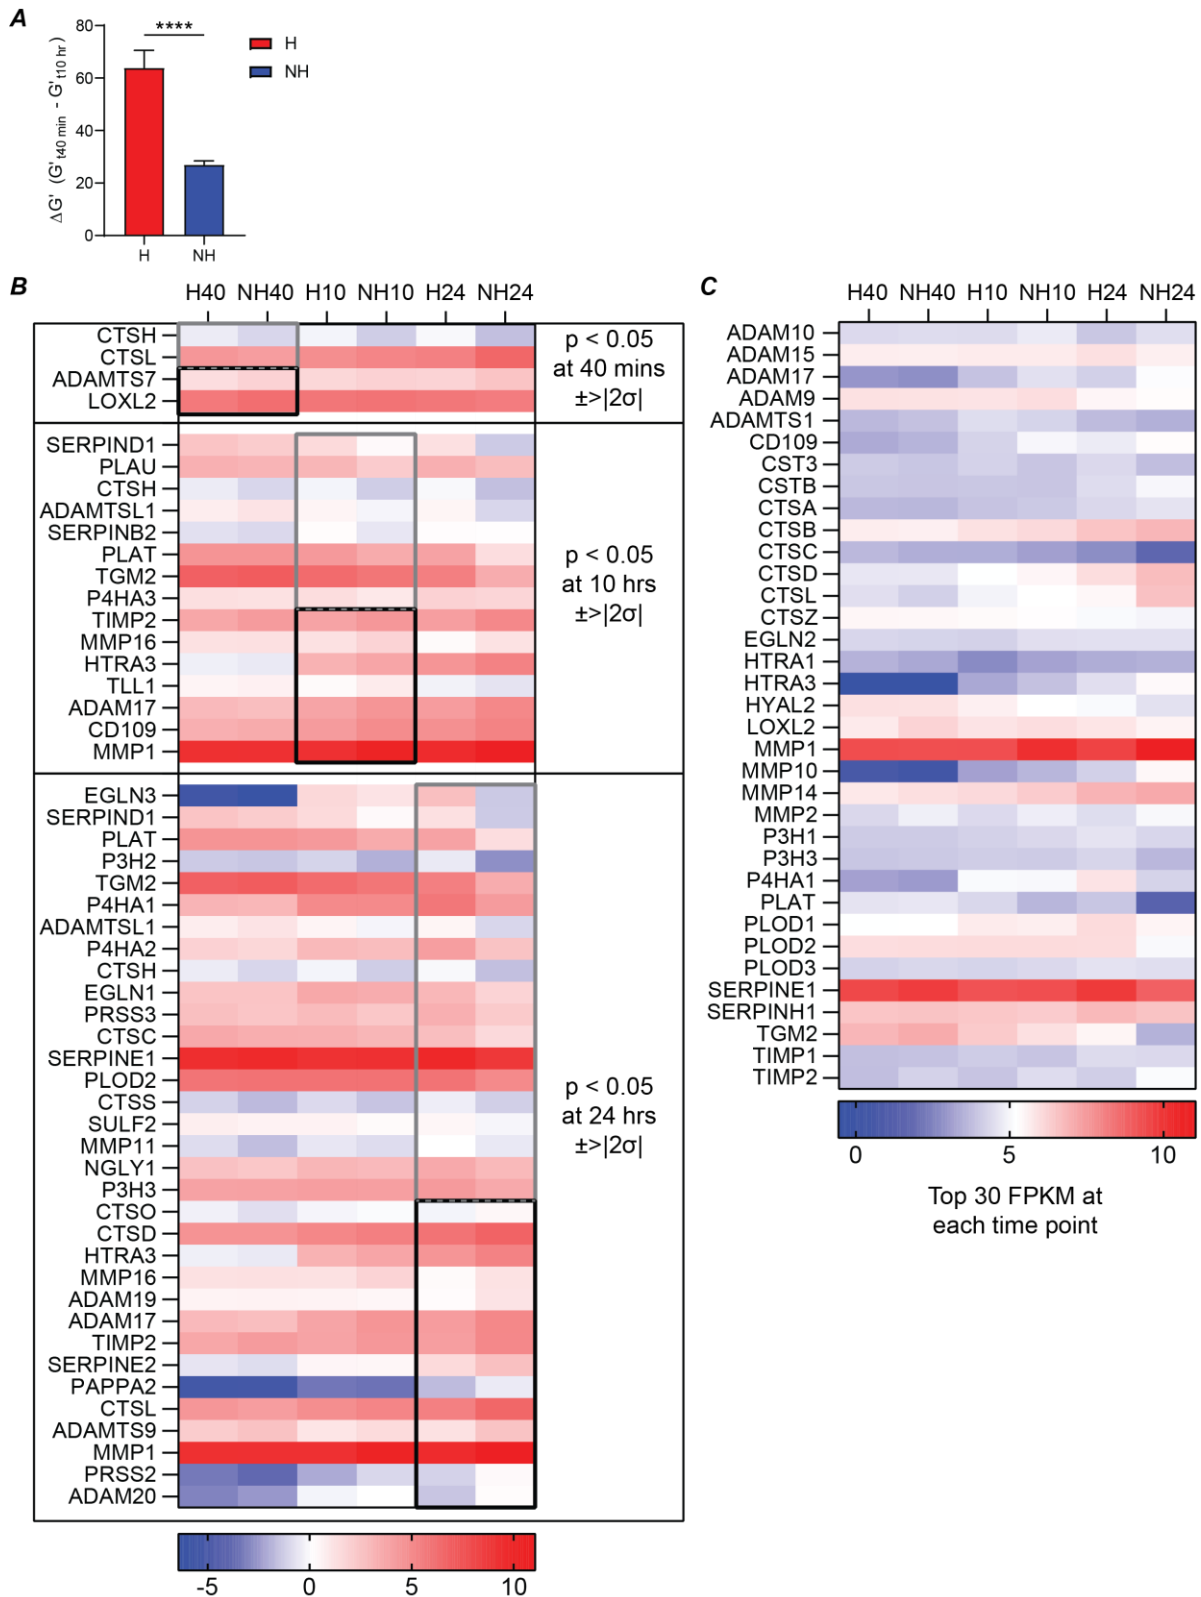 A
80
60
40
20
0
ΔG' (G't40 min - G't10 hr)
****
H
NH
H
NH
B
H40 NH40 H10 NH10 H24 NH24
CTSH
CTSL
ADAMTS7
LOXL2
p < 0.05
at 40 mins
±>|2σ|
SERPIND1
PLAU
CTSH
ADAMTSL1
SERPINB2
PLAT
TGM2
P4HA3
TIMP2
MMP16
HTRA3
TLL1
ADAM17
CD109
MMP1
p < 0.05
at 10 hrs
±>|2σ|
EGLN3
SERPIND1
PLAT
P3H2
TGM2
P4HA1
ADAMTSL1
P4HA2
CTSH
EGLN1
PRSS3
CTSC
SERPINE1
PLOD2
CTSS
SULF2
MMP11
NGLY1
P3H3
CTSO
CTSD
HTRA3
MMP16
ADAM19
ADAM17
TIMP2
SERPINE2
PAPPA2
CTSL
ADAMTS9
MMP1
PRSS2
ADAM20
p < 0.05
at 24 hrs
±>|2σ|
-5 0 5 10
C
H40 NH40 H10 NH10 H24 NH24
ADAM10
ADAM15
ADAM17
ADAM9
ADAMTS1
CD109
CST3
CSTB
CTSA
CTSB
CTSC
CTSD
CTSL
CTSZ
EGLN2
HTRA1
HTRA3
HYAL2
LOXL2
MMP1
MMP10
MMP14
MMP2
P3H1
P3H3
P4HA1
PLAT
PLOD1
PLOD2
PLOD3
SERPINE1
SERPINH1
TGM2
TIMP1
TIMP2
0 5 10
Top 30 FPKM at
each time point